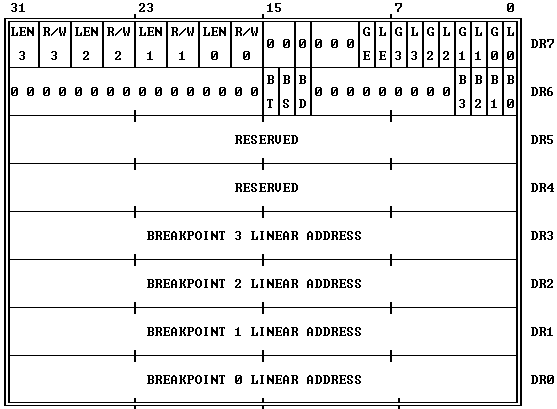 31 23 15 7 0
LEN R/W LEN R/W LEN R/W LEN R/W G L G L G L G L G L
0 0 0 0 0 0 DR7
3 3 2 2 1 1 0 0 E E 3 3 2 2 1 1 0 0
B B B B B B B
0 0 0 0 0 0 0 0 0 0 0 0 0 0 0 0 0 0 0 0 0 0 0 0 0 DR6
T S D 3 2 1 0
RESERVED DR5
RESERVED DR4
BREAKPOINT 3 LINEAR ADDRESS DR3
BREAKPOINT 2 LINEAR ADDRESS DR2
BREAKPOINT 1 LINEAR ADDRESS DR1
BREAKPOINT 0 LINEAR ADDRESS DR0